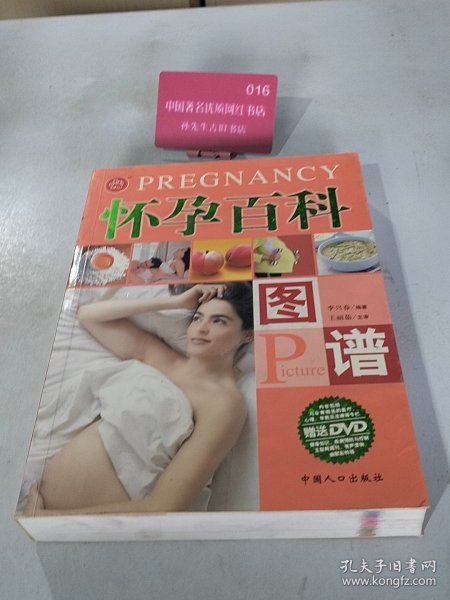 016
中国著名优质网红书店
孙先生古旧书店
PREGNANCY
怀孕百科
图谱
Picture
李兴春/编著
王丽茹/主审
赠送DVD
中国人口出版社
孔夫子旧书网
www.kongfz.com